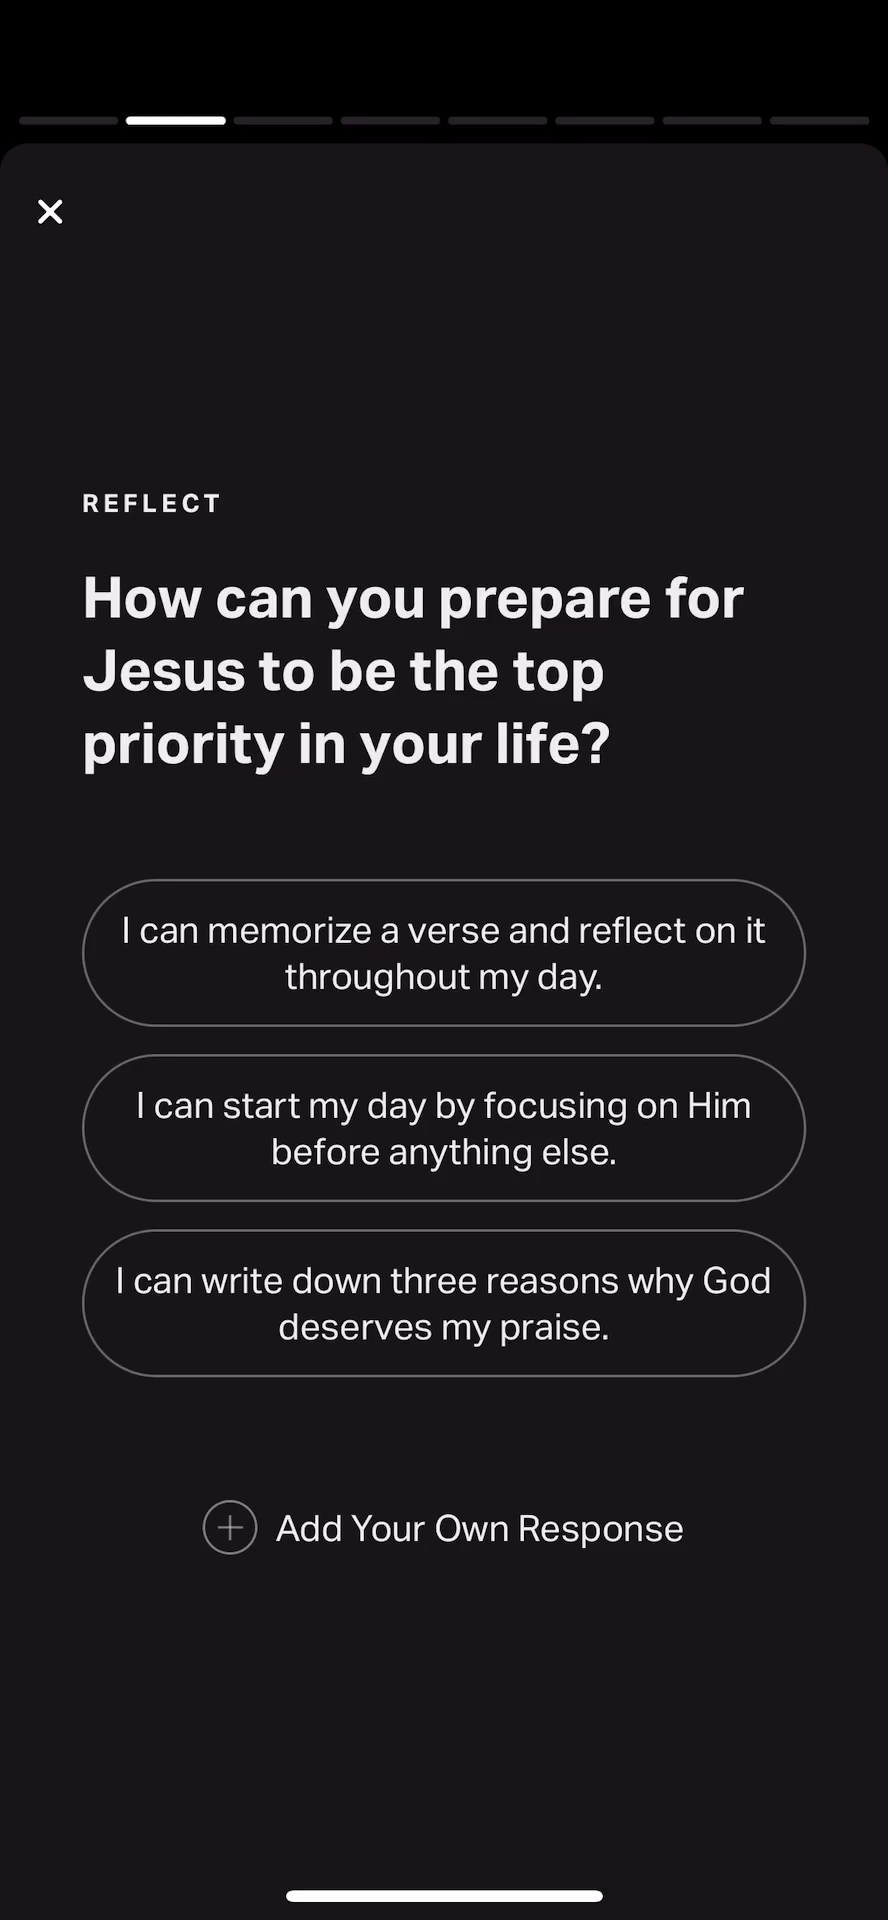 REFLECT
How can you prepare for
Jesus to be the top
priority in your life?
I can memorize a verse and reflect on it
throughout my day.
I can start my day by focusing on Him
before anything else.
I can write down three reasons why God
deserves my praise.
Add Your Own Response